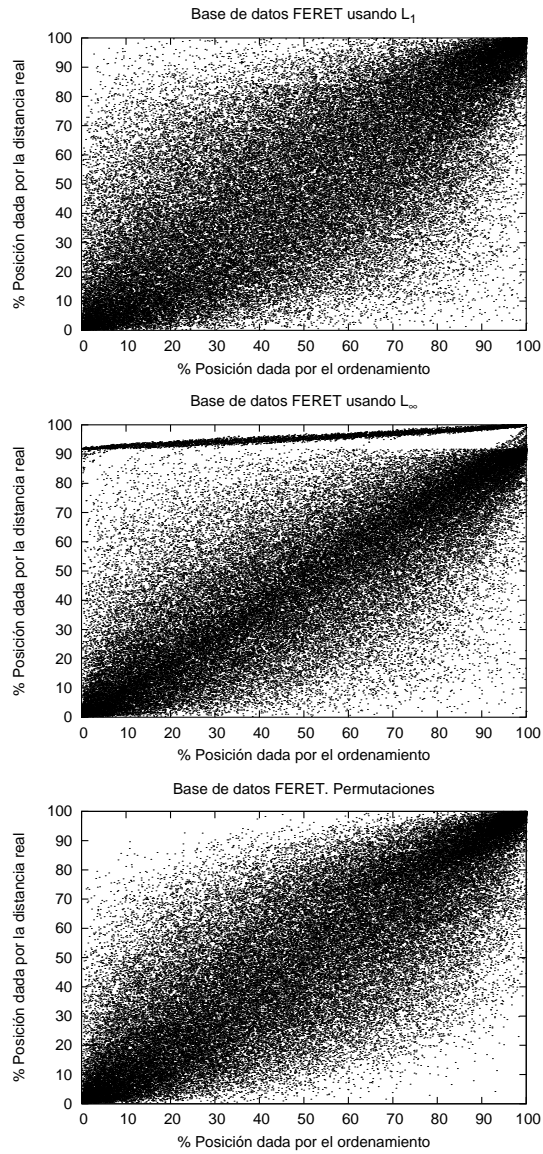 Base de datos FERET usando L₁
% Posición dada por la distancia real
100
90
80
70
60
50
40
30
20
10
0
0 10 20 30 40 50 60 70 80 90 100
% Posición dada por el ordenamiento
Base de datos FERET usando L∞
% Posición dada por la distancia real
100
90
80
70
60
50
40
30
20
10
0
0 10 20 30 40 50 60 70 80 90 100
% Posición dada por el ordenamiento
Base de datos FERET. Permutaciones
% Posición dada por la distancia real
100
90
80
70
60
50
40
30
20
10
0
0 10 20 30 40 50 60 70 80 90 100
% Posición dada por el ordenamiento